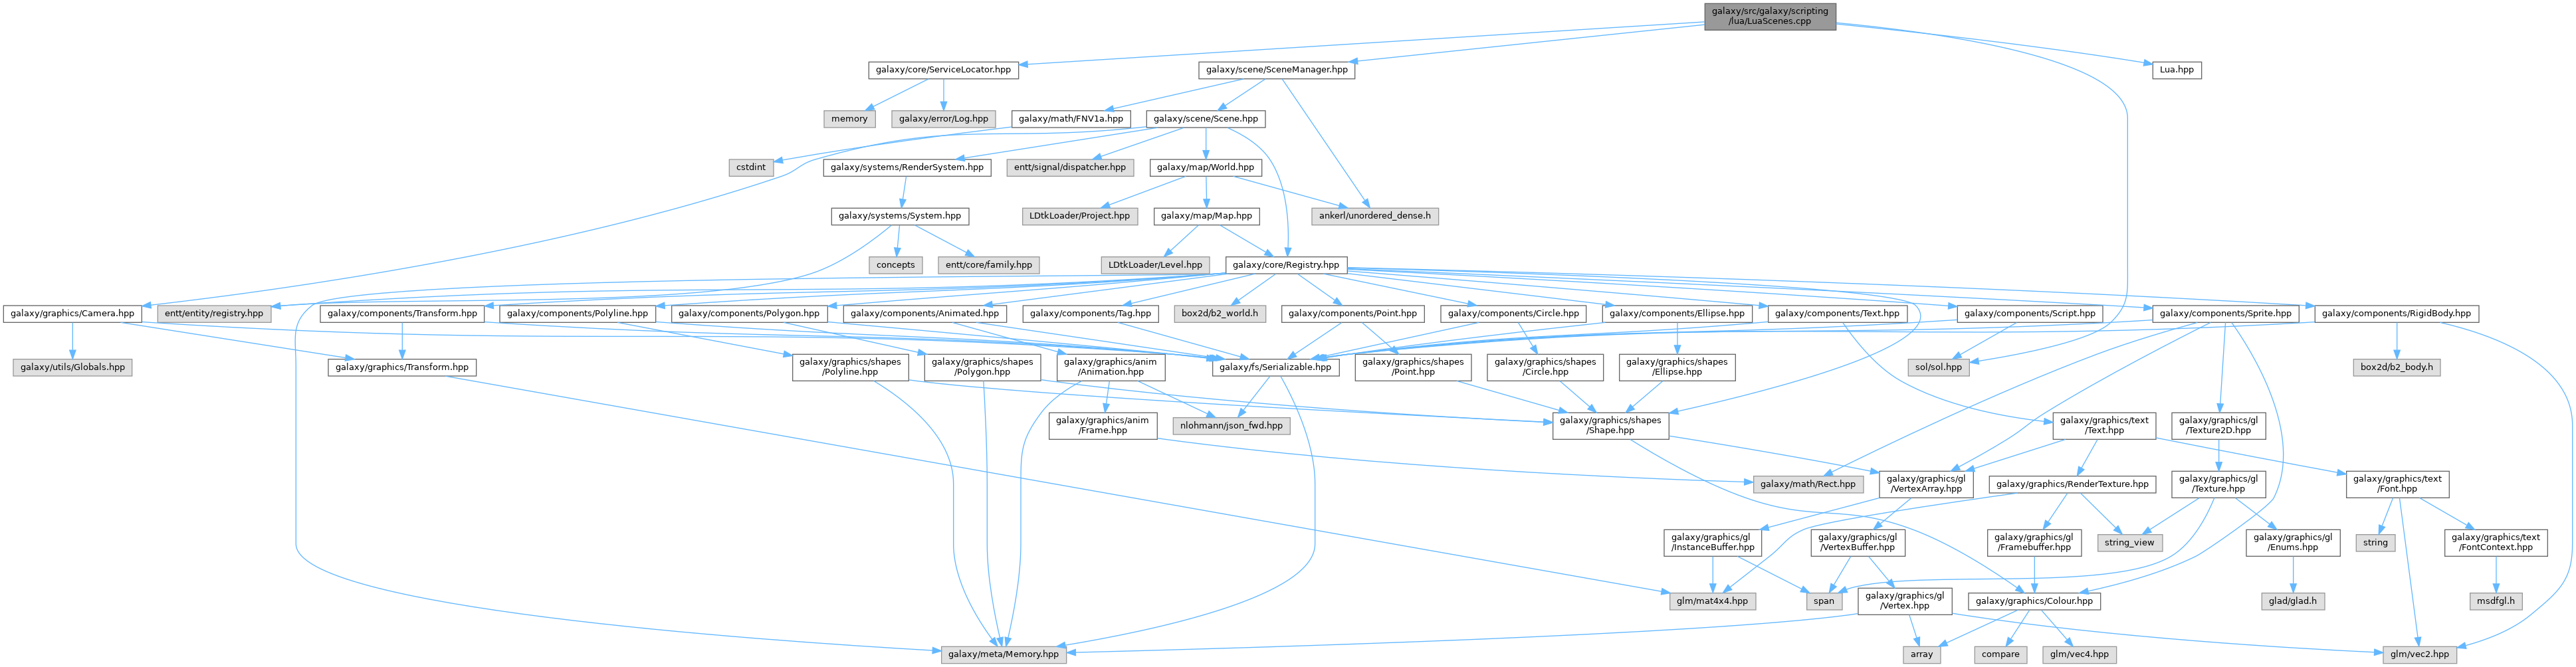 galaxy/src/galaxy/scripting
/lua/LuaScenes.cpp
galaxy/core/ServiceLocator.hpp
galaxy/scene/SceneManager.hpp
Lua.hpp
memory
galaxy/error/Log.hpp
galaxy/math/FNV1a.hpp
galaxy/scene/Scene.hpp
cstdint
galaxy/systems/RenderSystem.hpp
entt/signal/dispatcher.hpp
galaxy/map/World.hpp
galaxy/systems/System.hpp
LDtkLoader/Project.hpp
galaxy/map/Map.hpp
ankerl/unordered_dense.h
concepts
entt/core/family.hpp
LDtkLoader/Level.hpp
galaxy/core/Registry.hpp
galaxy/graphics/Camera.hpp
entt/entity/registry.hpp
galaxy/components/Transform.hpp
galaxy/components/Polyline.hpp
galaxy/components/Polygon.hpp
galaxy/components/Animated.hpp
galaxy/components/Tag.hpp
box2d/b2_world.h
galaxy/components/Point.hpp
galaxy/components/Circle.hpp
galaxy/components/Ellipse.hpp
galaxy/components/Text.hpp
galaxy/components/Script.hpp
galaxy/components/Sprite.hpp
galaxy/components/RigidBody.hpp
galaxy/utils/Globals.hpp
galaxy/graphics/Transform.hpp
galaxy/graphics/shapes
/Polyline.hpp
galaxy/graphics/shapes
/Polygon.hpp
galaxy/graphics/anim
/Animation.hpp
galaxy/fs/Serializable.hpp
galaxy/graphics/shapes
/Point.hpp
galaxy/graphics/shapes
/Circle.hpp
galaxy/graphics/shapes
/Ellipse.hpp
sol/sol.hpp
box2d/b2_body.h
galaxy/graphics/anim
/Frame.hpp
nlohmann/json_fwd.hpp
galaxy/graphics/shapes
/Shape.hpp
galaxy/graphics/text
/Text.hpp
galaxy/graphics/gl
/Texture2D.hpp
galaxy/math/Rect.hpp
galaxy/graphics/gl
/VertexArray.hpp
galaxy/graphics/RenderTexture.hpp
galaxy/graphics/gl
/Texture.hpp
galaxy/graphics/text
/Font.hpp
galaxy/graphics/gl
/InstanceBuffer.hpp
galaxy/graphics/gl
/VertexBuffer.hpp
galaxy/graphics/gl
/Framebuffer.hpp
string_view
galaxy/graphics/gl
/Enums.hpp
string
galaxy/graphics/text
/FontContext.hpp
glm/mat4x4.hpp
span
galaxy/graphics/gl
/Vertex.hpp
galaxy/graphics/Colour.hpp
glad/glad.h
msdfgl.h
galaxy/meta/Memory.hpp
array
compare
glm/vec4.hpp
glm/vec2.hpp